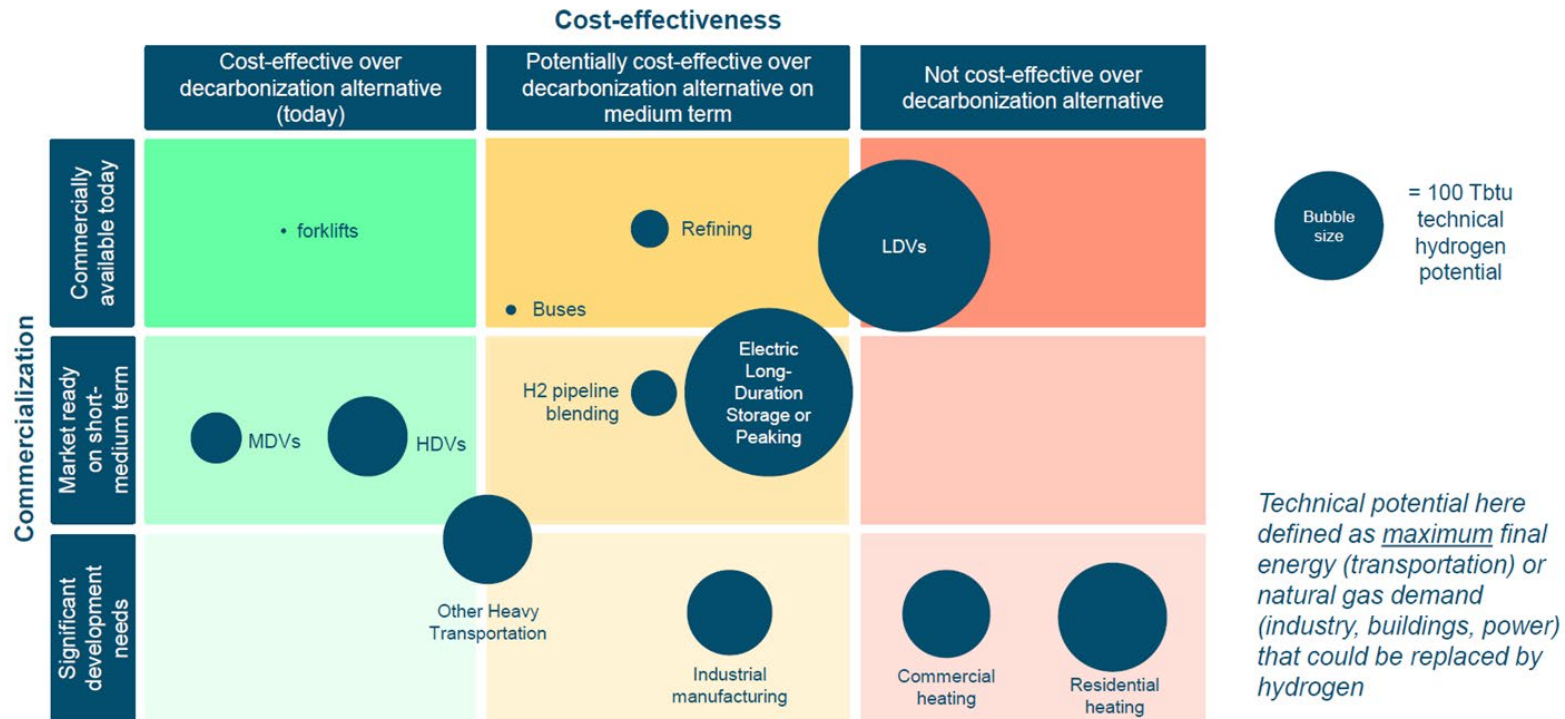 Cost-effectiveness
Cost-effective over
decarbonization alternative
(today)
Potentially cost-effective over
decarbonization alternative on
medium term
Not cost-effective over
decarbonization alternative
Commercialization
Commercially
available today
• forklifts
Refining
Buses
LDVs
Bubble
size
= 100 Tbtu
technical
hydrogen
potential
Market ready
on short-
medium term
MDVs
HDVs
H2 pipeline
blending
Electric
Long-
Duration
Storage or
Peaking
Significant
development
needs
Other Heavy
Transportation
Industrial
manufacturing
Commercial
heating
Residential
heating
Technical potential here
defined as maximum final
energy (transportation) or
natural gas demand
(industry, buildings, power)
that could be replaced by
hydrogen